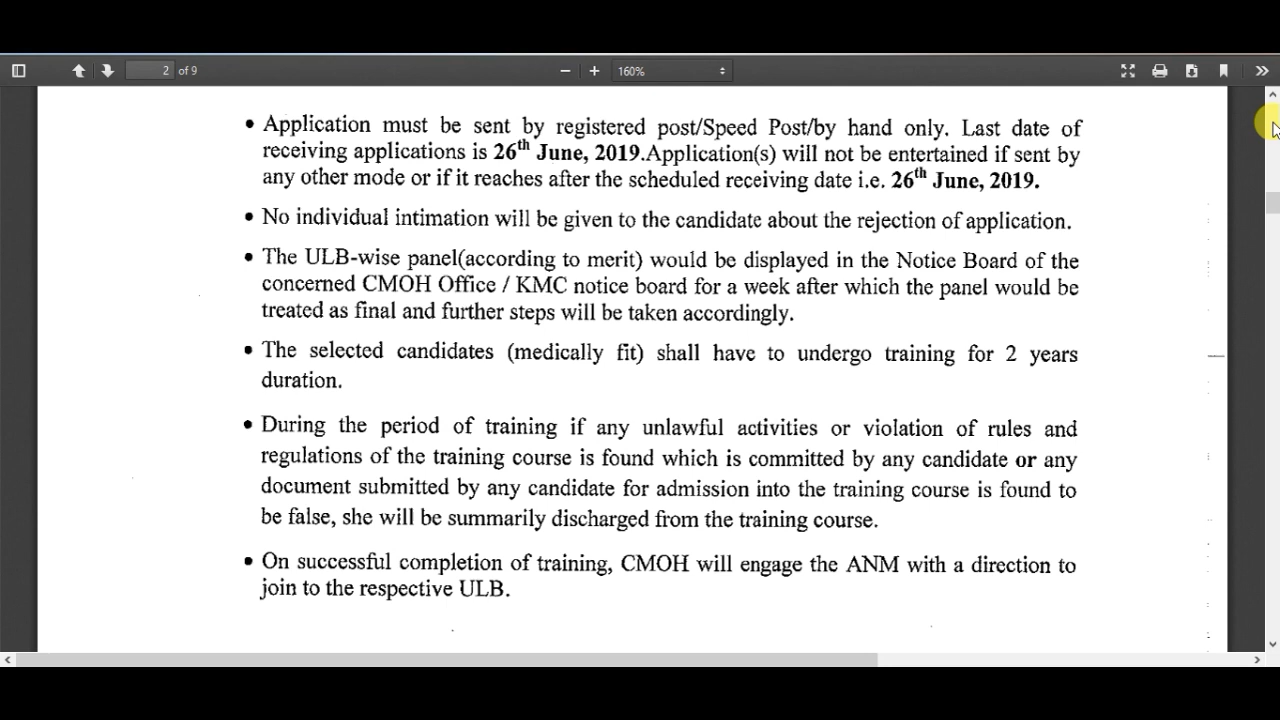 2 of 9
160%
• Application must be sent by registered post/Speed Post/by hand only. Last date of
receiving applications is 26th June, 2019.Application(s) will not be entertained if sent by
any other mode or if it reaches after the scheduled receiving date i.e. 26th June, 2019.
• No individual intimation will be given to the candidate about the rejection of application.
• The ULB-wise panel(according to merit) would be displayed in the Notice Board of the
concerned CMOH Office / KMC notice board for a week after which the panel would be
treated as final and further steps will be taken accordingly.
• The selected candidates (medically fit) shall have to undergo training for 2 years
duration.
• During the period of training if any unlawful activities or violation of rules and
regulations of the training course is found which is committed by any candidate or any
document submitted by any candidate for admission into the training course is found to
be false, she will be summarily discharged from the training course.
• On successful completion of training, CMOH will engage the ANM with a direction to
join to the respective ULB.